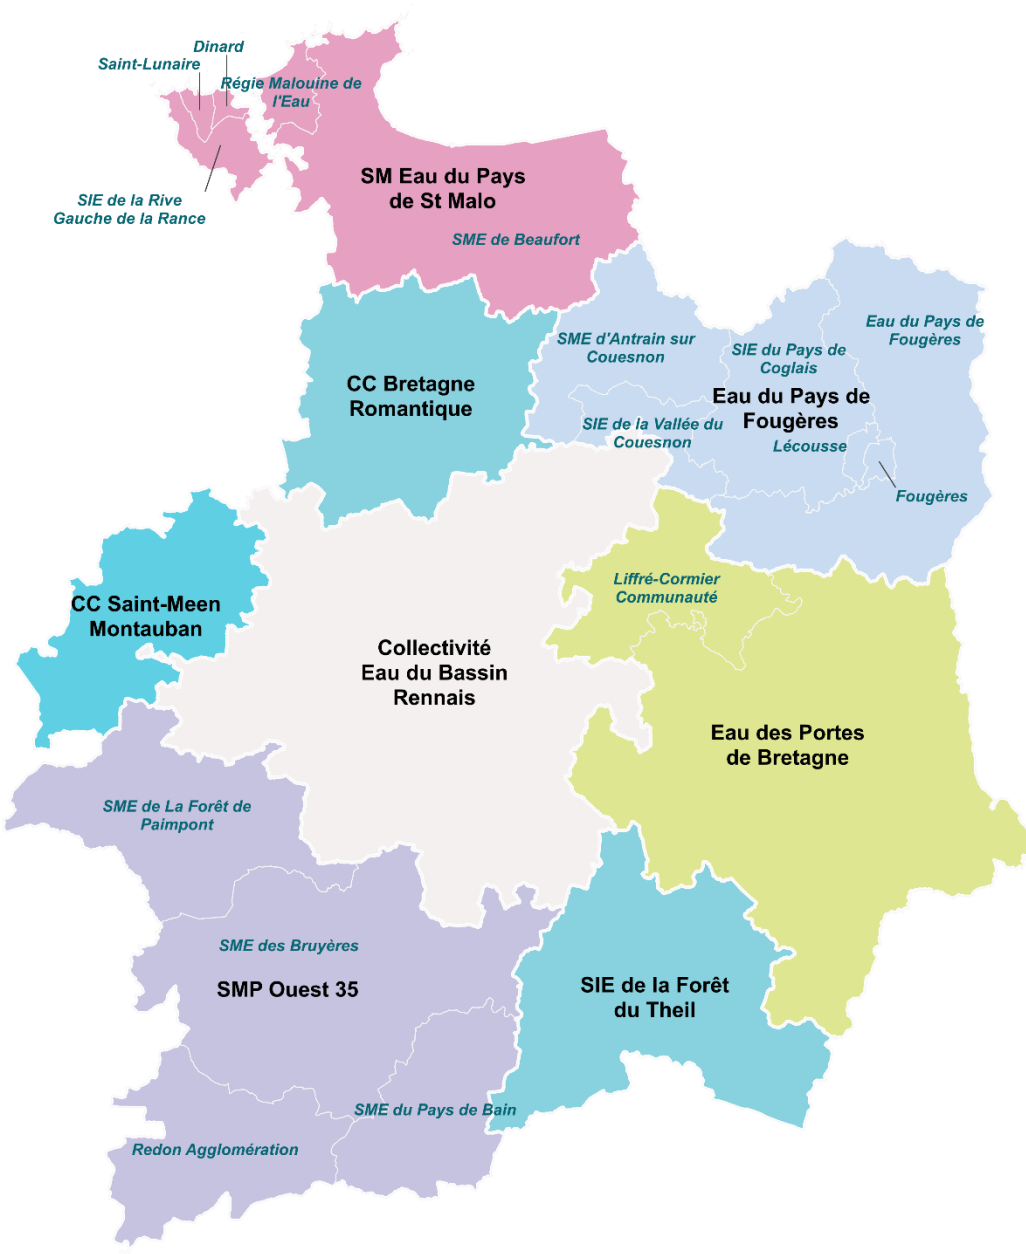 Dinard
Saint-Lunaire
Régie Malouine de
l'Eau
SM Eau du Pays
de St Malo
SIE de la Rive
Gauche de la Rance
SME de Beaufort
Eau du Pays de
Fougères
SME d'Antrain sur
Couesnon
SIE du Pays de
Coglais
CC Bretagne
Romantique
Eau du Pays de
Fougères
SIE de la Vallée du
Couesnon
Lécousse
Fougères
Liffré-Cormier
Communauté
CC Saint-Meen
Montauban
Collectivité
Eau du Bassin
Rennais
Eau des Portes
de Bretagne
SME de La Forêt de
Paimpont
SME des Bruyères
SMP Ouest 35
SIE de la Forêt
du Theil
SME du Pays de Bain
Redon Agglomération